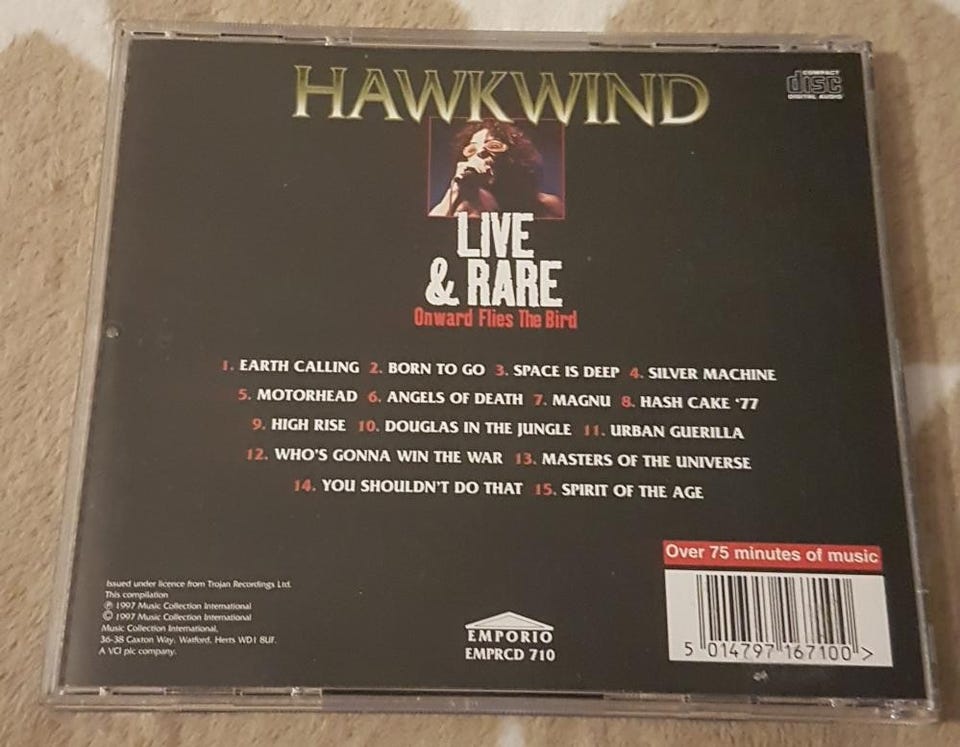 HAWKWIND
COMPACT
disc
DIGITAL AUDIO
LIVE
& RARE
Onward Flies The Bird
1. EARTH CALLING 2. BORN TO GO 3. SPACE IS DEEP 4. SILVER MACHINE
5. MOTORHEAD 6. ANGELS OF DEATH 7. MAGNU 8. HASH CAKE '77
9. HIGH RISE 10. DOUGLAS IN THE JUNGLE 11. URBAN GUERILLA
12. WHO'S GONNA WIN THE WAR 13. MASTERS OF THE UNIVERSE
14. YOU SHOULDN'T DO THAT 15. SPIRIT OF THE AGE
Over 75 minutes of music
Issued under licence from Trojan Recordings Ltd.
This compilation
℗ 1997 Music Collection International
© 1997 Music Collection International
Music Collection International,
36-38 Caxton Way, Watford, Herts WD1 8UF.
A VCI plc company.
EMPORIO
EMPRCD 710
5 014797 167100 >